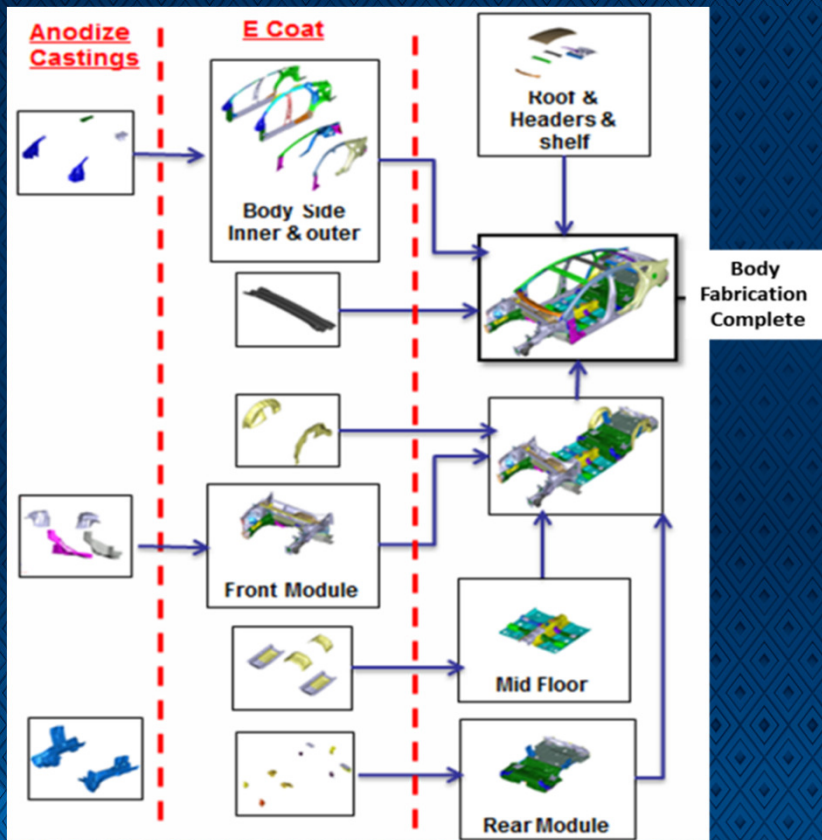 Anodize
Castings
E Coat
Roof &
Headers &
shelf
Body Side
Inner & outer
Body
Fabrication
Complete
Front Module
Mid Floor
Rear Module